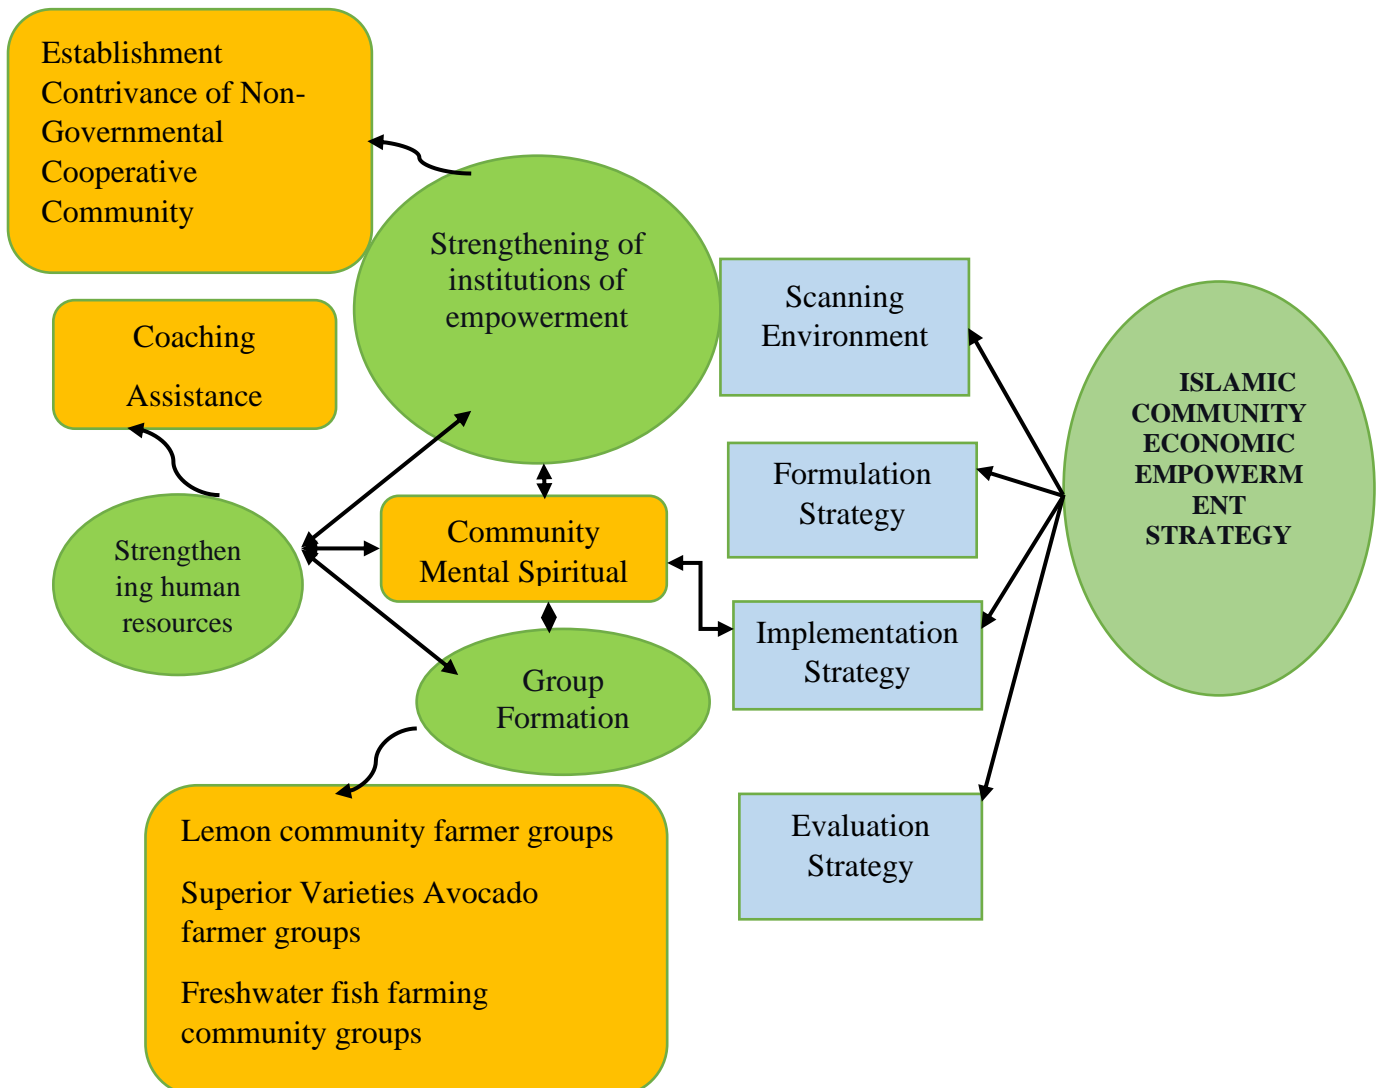 Establishment
Contrivance of Non-
Governmental
Cooperative
Community
Strengthening of
institutions of
empowerment
Scanning
Environment
Coaching
Assistance
ISLAMIC
COMMUNITY
ECONOMIC
EMPOWERM
ENT
STRATEGY
Formulation
Strategy
Community
Mental Spiritual
Strengthen
ing human
resources
Implementation
Strategy
Group
Formation
Evaluation
Strategy
Lemon community farmer groups
Superior Varieties Avocado
farmer groups
Freshwater fish farming
community groups